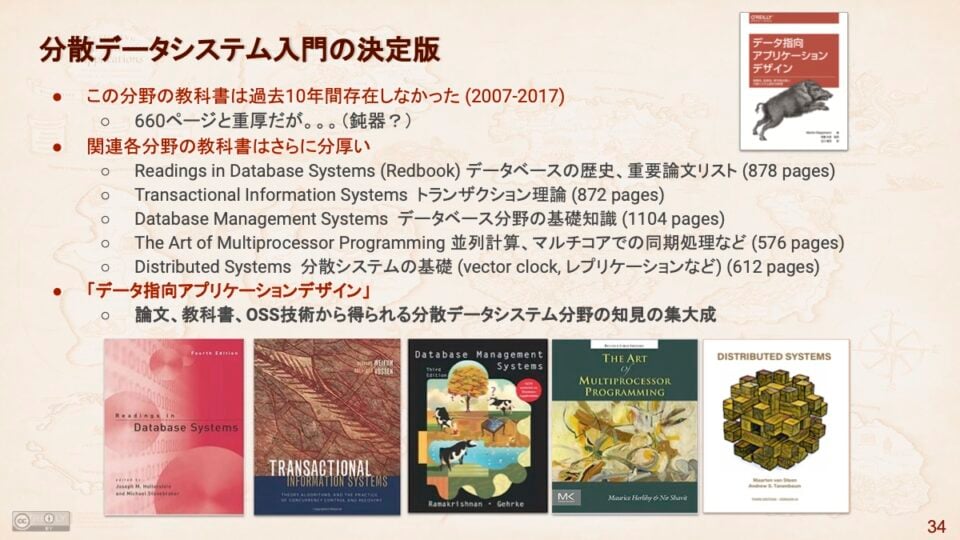 分散データシステム入門の決定版
O'REILLY
データ指向
アプリケーション
デザイン
● この分野の教科書は過去10年間存在しなかった (2007-2017)
○ 660ページと重厚だが。。。（鈍器？）
● 関連各分野の教科書はさらに分厚い
○ Readings in Database Systems (Redbook) データベースの歴史、重要論文リスト (878 pages)
○ Transactional Information Systems トランザクション理論 (872 pages)
○ Database Management Systems データベース分野の基礎知識 (1104 pages)
○ The Art of Multiprocessor Programming 並列計算、マルチコアでの同期処理など (576 pages)
○ Distributed Systems 分散システムの基礎 (vector clock, レプリケーションなど) (612 pages)
● 「データ指向アプリケーションデザイン」
○ 論文、教科書、OSS技術から得られる分散データシステム分野の知見の集大成
Fourth Edition
Readings in
Database Systems
edited by
Joseph M. Hellerstein
and Michael Stonebraker
WEIKUM
VOSSEN
TRANSACTIONAL
INFORMATION SYSTEMS
THEORY, ALGORITHMS, AND THE PRACTICE
OF CONCURRENCY CONTROL AND RECOVERY
Database Management
Systems
Third
Edition
Ramakrishnan · Gehrke
THE ART
OF
MULTIPROCESSOR
PROGRAMMING
MK
Maurice Herlihy & Nir Shavit
DISTRIBUTED SYSTEMS
Maarten van Steen
Andrew S. Tanenbaum
cc
BY
34